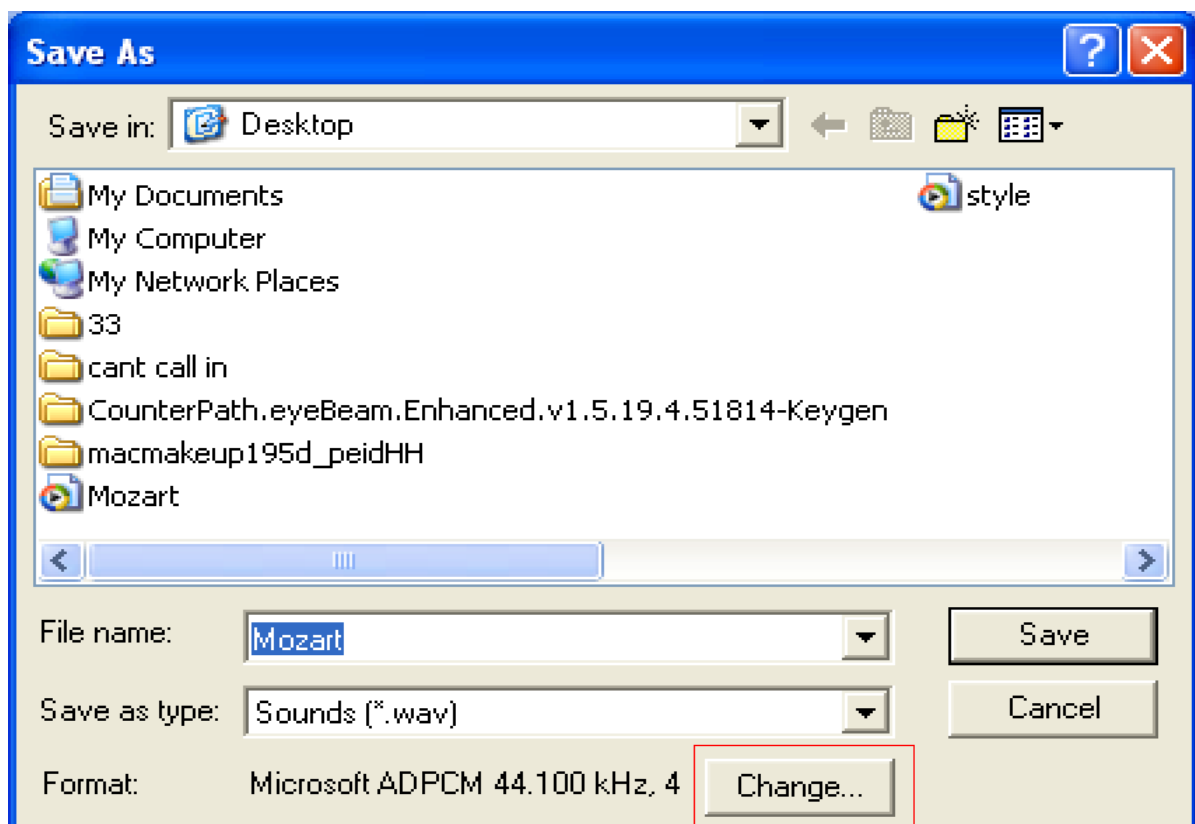 Save As
Save in: Desktop
My Documents
My Computer
My Network Places
33
cant call in
CounterPath.eyeBeam.Enhanced.v1.5.19.4.51814-Keygen
macmakeup195d_peidHH
Mozart
style
File name: Mozart Save
Save as type: Sounds (*.wav) Cancel
Format: Microsoft ADPCM 44.100 kHz, 4 Change...